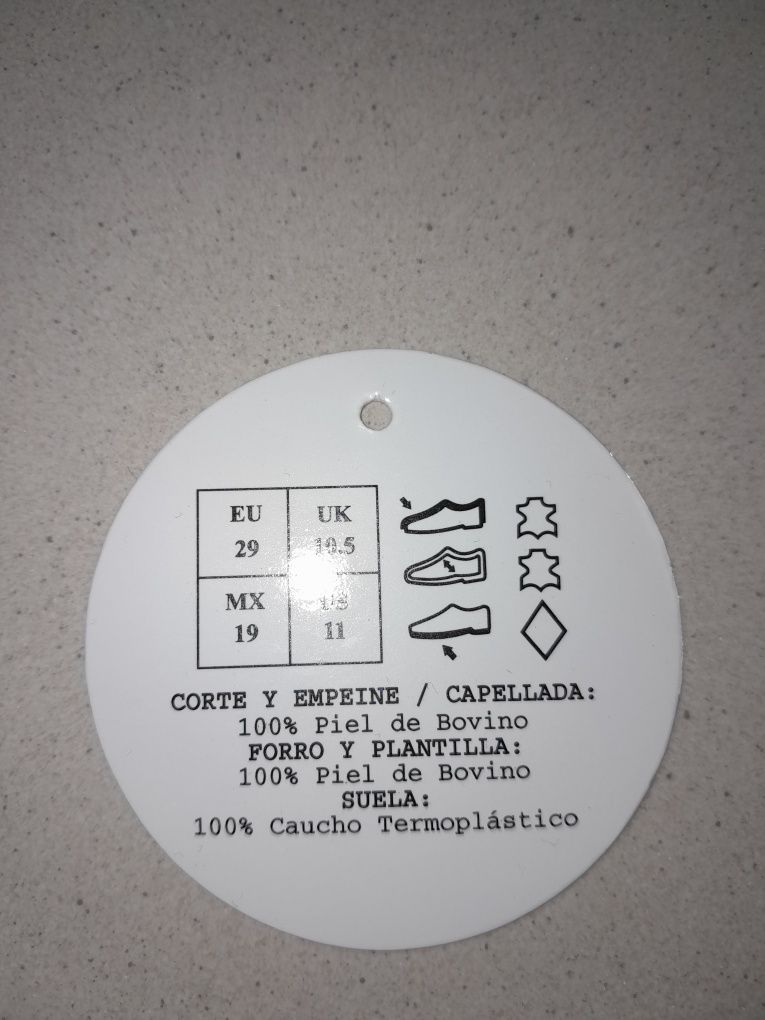 EU UK
29 10.5
MX US
19 11
CORTE Y EMPEINE / CAPELLADA:
100% Piel de Bovino
FORRO Y PLANTILLA:
100% Piel de Bovino
SUELA:
100% Caucho Termoplástico